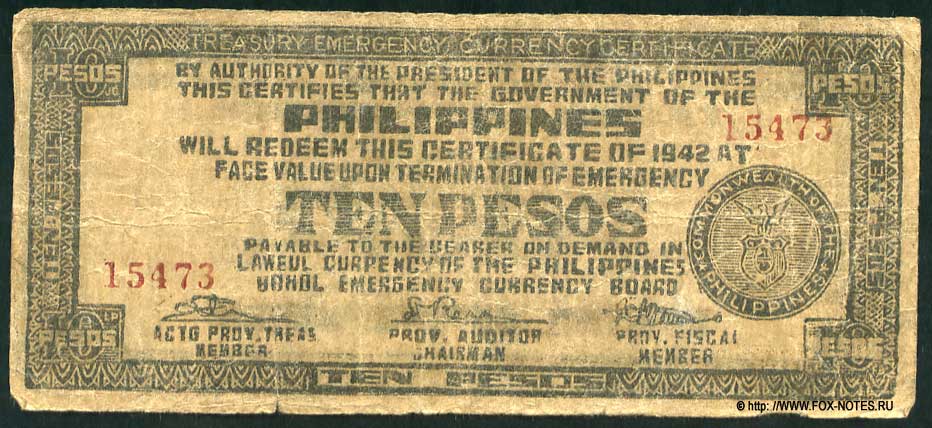 TREASURY EMERGENCY CURRENCY CERTIFICATE
PESOS
PESOS
BY AUTHORITY OF THE PRESIDENT OF THE PHILIPPINES
THIS CERTIFIES THAT THE GOVERNMENT OF THE
PHILIPPINES
15473
WILL REDEEM THIS CERTIFICATE OF 1942 AT
FACE VALUE UPON TERMINATION OF EMERGENCY
TEN PESOS
TEN PESOS
TEN PESOS
COMMONWEALTH OF THE
PHILIPPINES
PAYABLE TO THE BEARER ON DEMAND IN
LAWFUL CURRENCY OF THE PHILIPPINES
15473
BOHOL EMERGENCY CURRENCY BOARD
ACTG PROV. TREAS
PROV. AUDITOR
PROV. FISCAL
MEMBER
CHAIRMAN
MEMBER
PESOS
PESOS
TEN PESOS
© http: //WWW.FOX-NOTES.RU